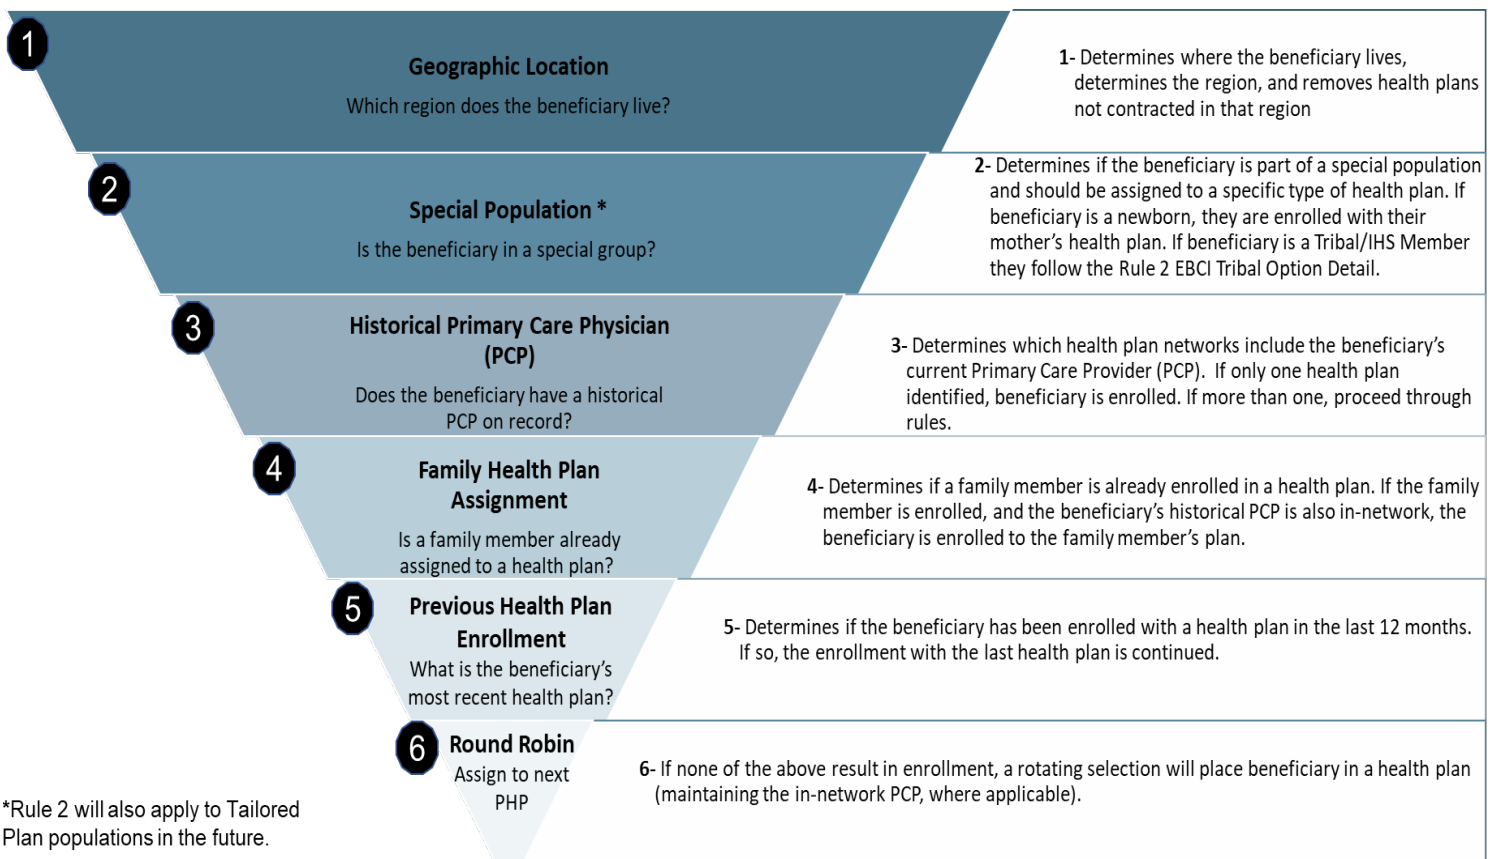 1
Geographic Location
Which region does the beneficiary live?
1- Determines where the beneficiary lives,
determines the region, and removes health plans
not contracted in that region
2
Special Population *
Is the beneficiary in a special group?
2- Determines if the beneficiary is part of a special population
and should be assigned to a specific type of health plan. If
beneficiary is a newborn, they are enrolled with their
mother's health plan. If beneficiary is a Tribal/IHS Member
they follow the Rule 2 EBCI Tribal Option Detail.
3
Historical Primary Care Physician
(PCP)
Does the beneficiary have a historical
PCP on record?
3- Determines which health plan networks include the beneficiary's
current Primary Care Provider (PCP). If only one health plan
identified, beneficiary is enrolled. If more than one, proceed through
rules.
4
Family Health Plan
Assignment
Is a family member already
assigned to a health plan?
4- Determines if a family member is already enrolled in a health plan. If the family
member is enrolled, and the beneficiary's historical PCP is also in-network, the
beneficiary is enrolled to the family member's plan.
5
Previous Health Plan
Enrollment
What is the beneficiary's
most recent health plan?
5- Determines if the beneficiary has been enrolled with a health plan in the last 12 months.
If so, the enrollment with the last health plan is continued.
6
Round Robin
Assign to next
PHP
6- If none of the above result in enrollment, a rotating selection will place beneficiary in a health plan
(maintaining the in-network PCP, where applicable).
*Rule 2 will also apply to Tailored
Plan populations in the future.